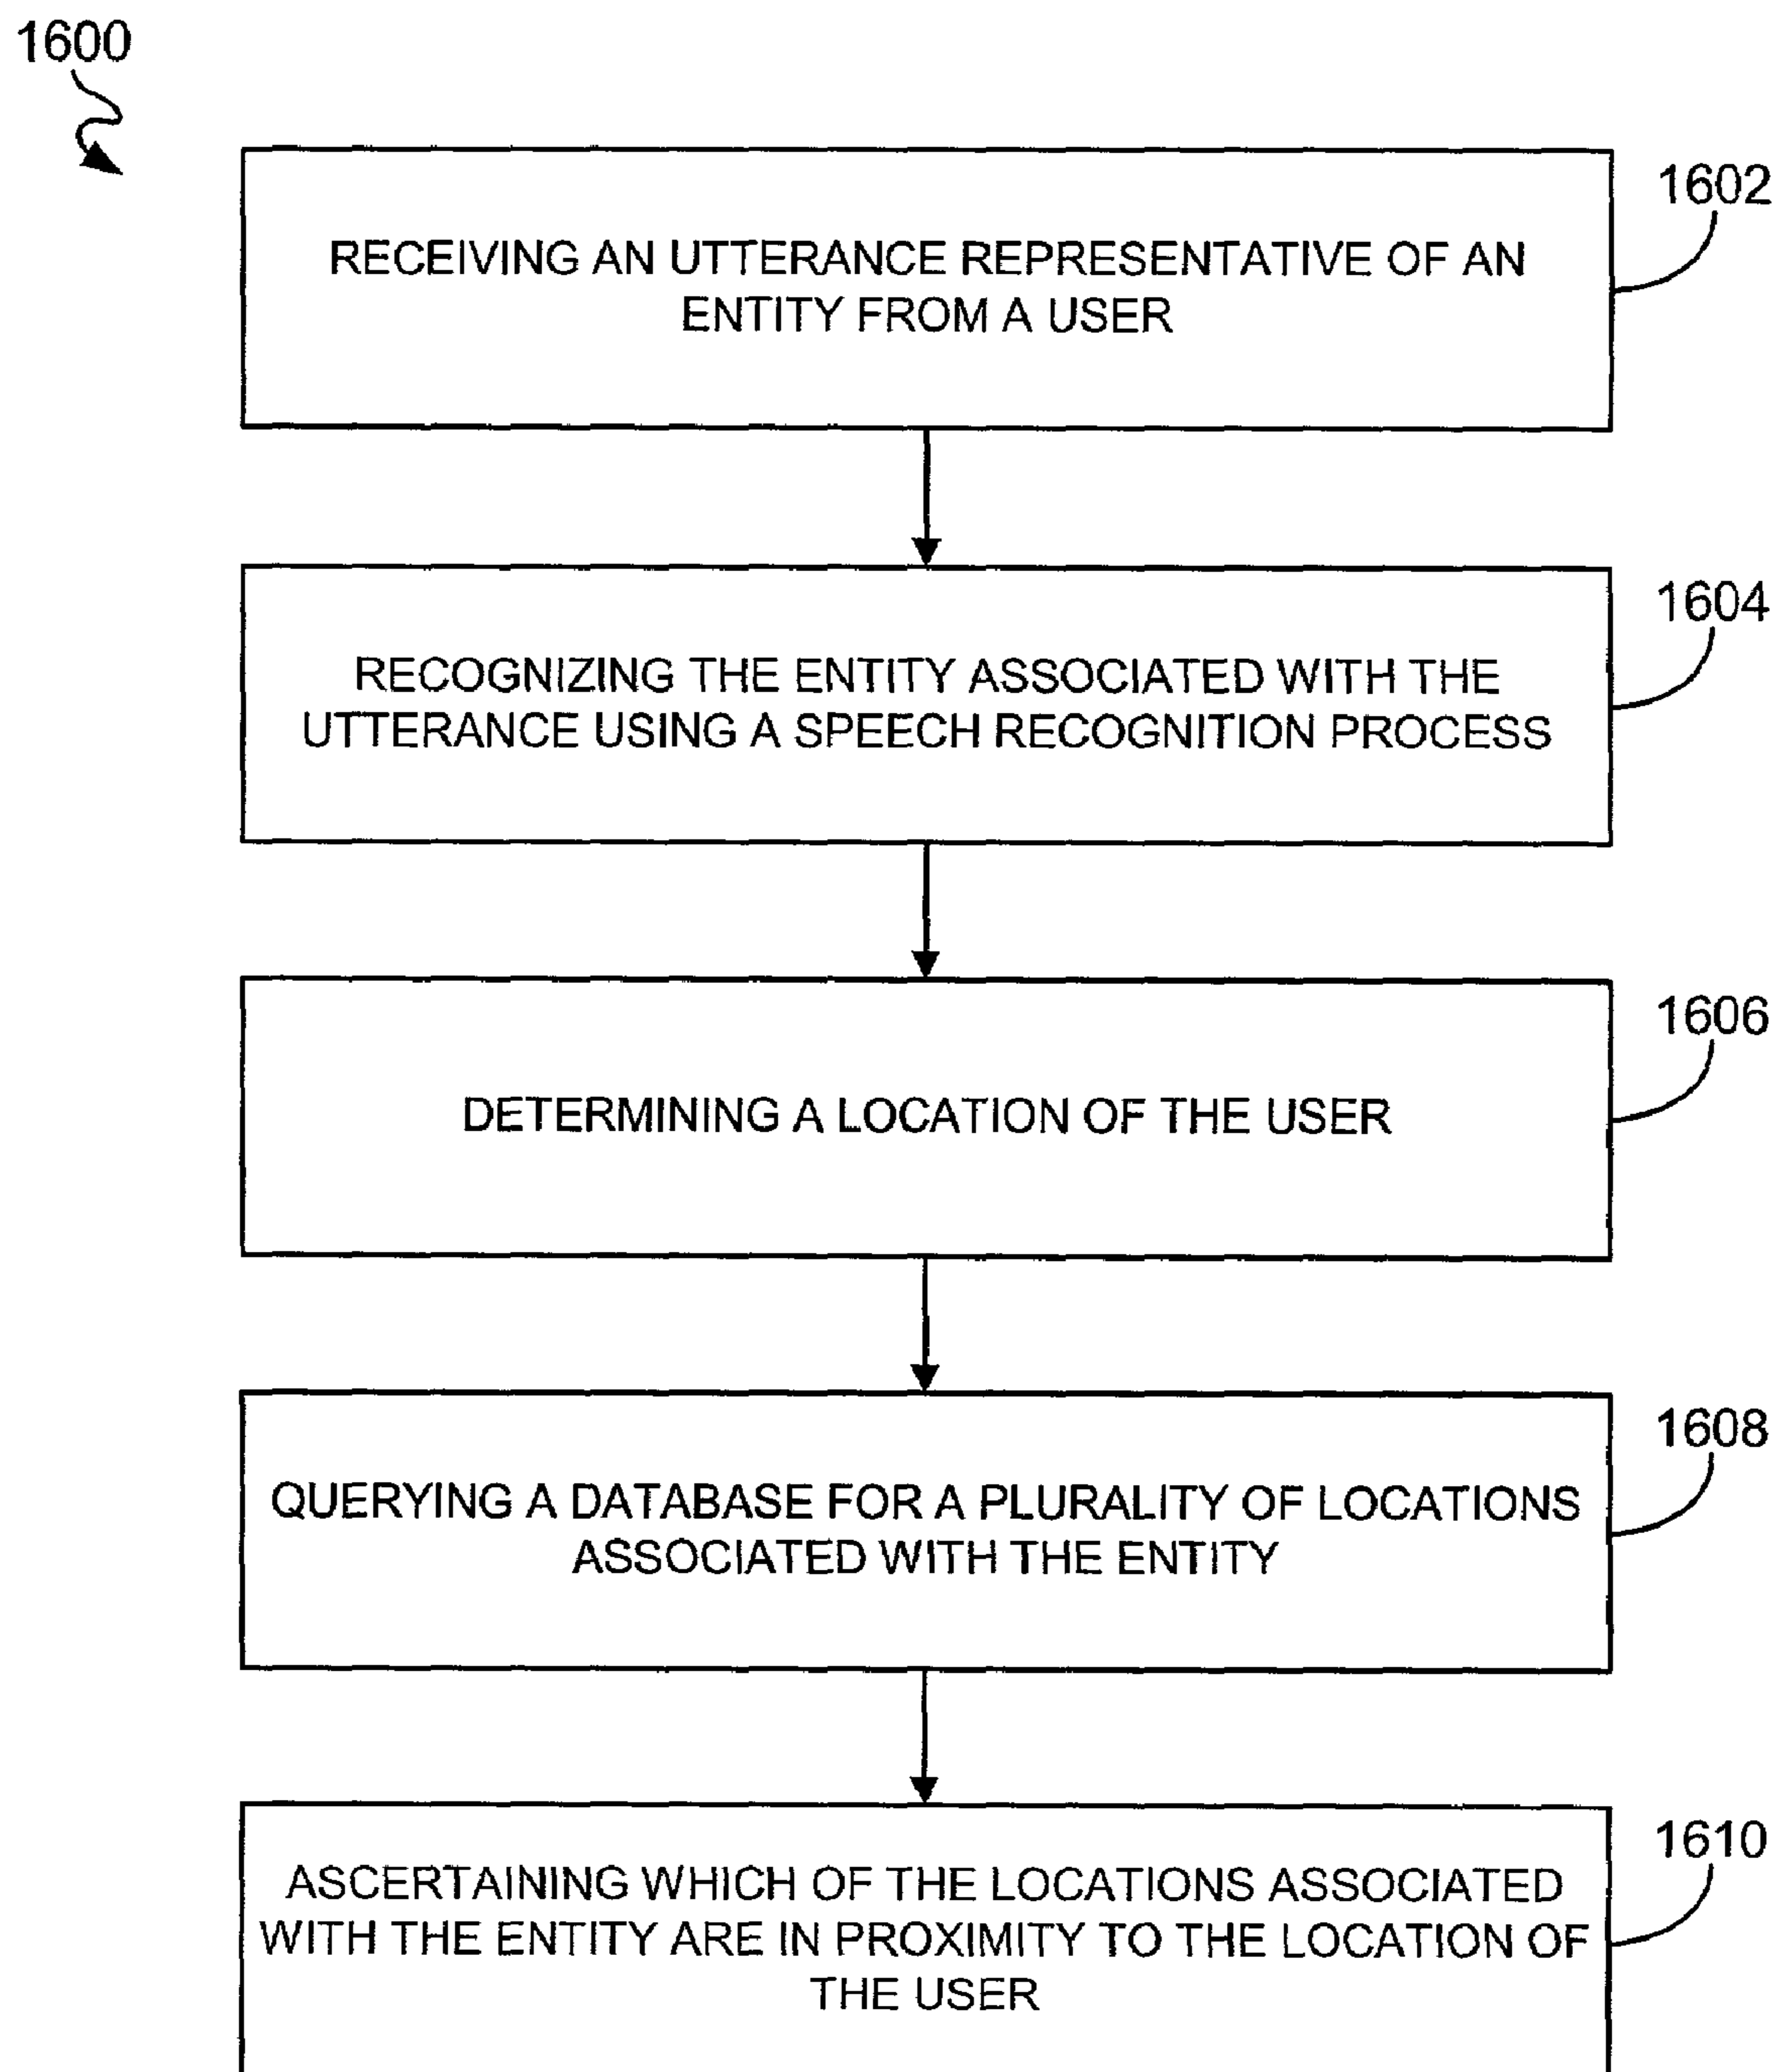 1600
1602
RECEIVING AN UTTERANCE REPRESENTATIVE OF AN
ENTITY FROM A USER
1604
RECOGNIZING THE ENTITY ASSOCIATED WITH THE
UTTERANCE USING A SPEECH RECOGNITION PROCESS
1606
DETERMINING A LOCATION OF THE USER
1608
QUERYING A DATABASE FOR A PLURALITY OF LOCATIONS
ASSOCIATED WITH THE ENTITY
1610
ASCERTAINING WHICH OF THE LOCATIONS ASSOCIATED
WITH THE ENTITY ARE IN PROXIMITY TO THE LOCATION OF
THE USER